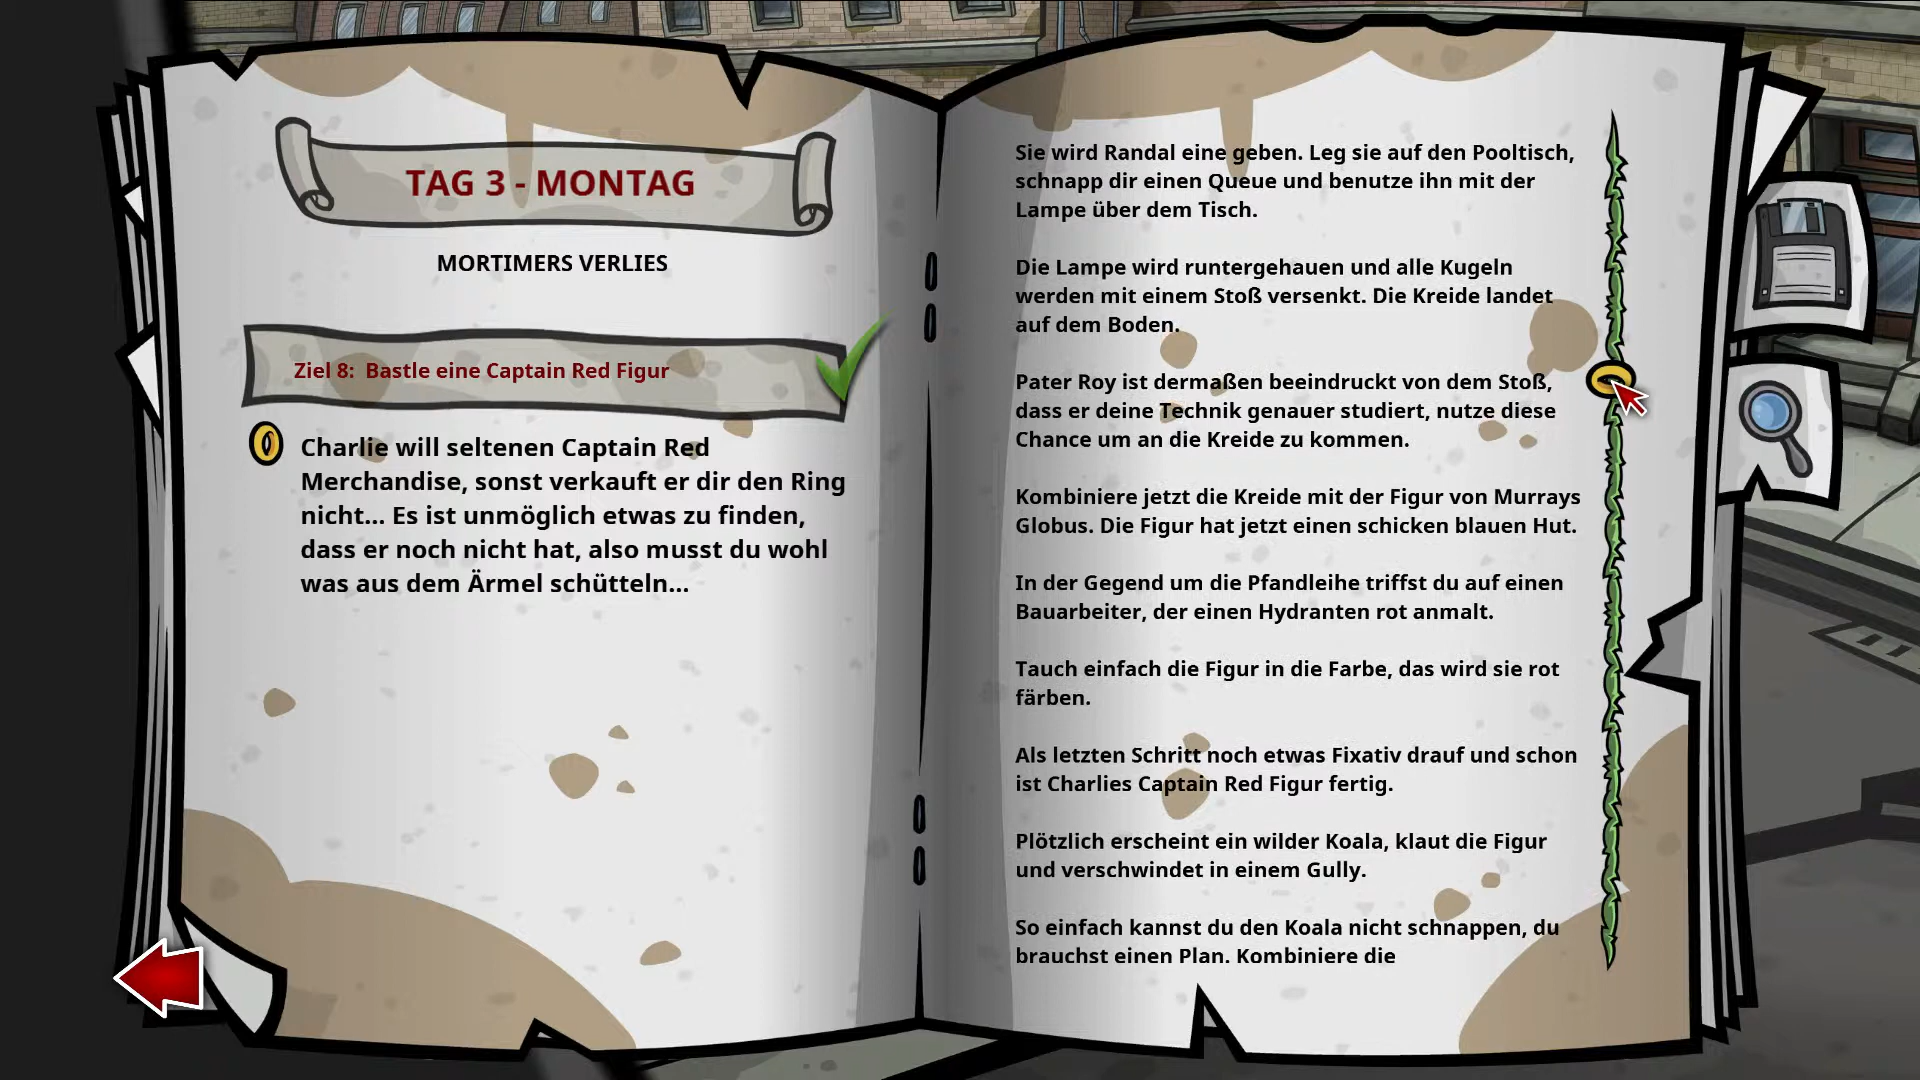 TAG 3 - MONTAG
MORTIMERS VERLIES
Ziel 8: Bastle eine Captain Red Figur
Charlie will seltenen Captain Red
Merchandise, sonst verkauft er dir den Ring
nicht... Es ist unmöglich etwas zu finden,
dass er noch nicht hat, also musst du wohl
was aus dem Ärmel schütteln...
Sie wird Randal eine geben. Leg sie auf den Pooltisch,
schnapp dir einen Queue und benutze ihn mit der
Lampe über dem Tisch.
Die Lampe wird runtergehauen und alle Kugeln
werden mit einem Stoß versenkt. Die Kreide landet
auf dem Boden.
Pater Roy ist dermaßen beeindruckt von dem Stoß,
dass er deine Technik genauer studiert, nutze diese
Chance um an die Kreide zu kommen.
Kombiniere jetzt die Kreide mit der Figur von Murrays
Globus. Die Figur hat jetzt einen schicken blauen Hut.
In der Gegend um die Pfandleihe triffst du auf einen
Bauarbeiter, der einen Hydranten rot anmalt.
Tauch einfach die Figur in die Farbe, das wird sie rot
färben.
Als letzten Schritt noch etwas Fixativ drauf und schon
ist Charlies Captain Red Figur fertig.
Plötzlich erscheint ein wilder Koala, klaut die Figur
und verschwindet in einem Gully.
So einfach kannst du den Koala nicht schnappen, du
brauchst einen Plan. Kombiniere die